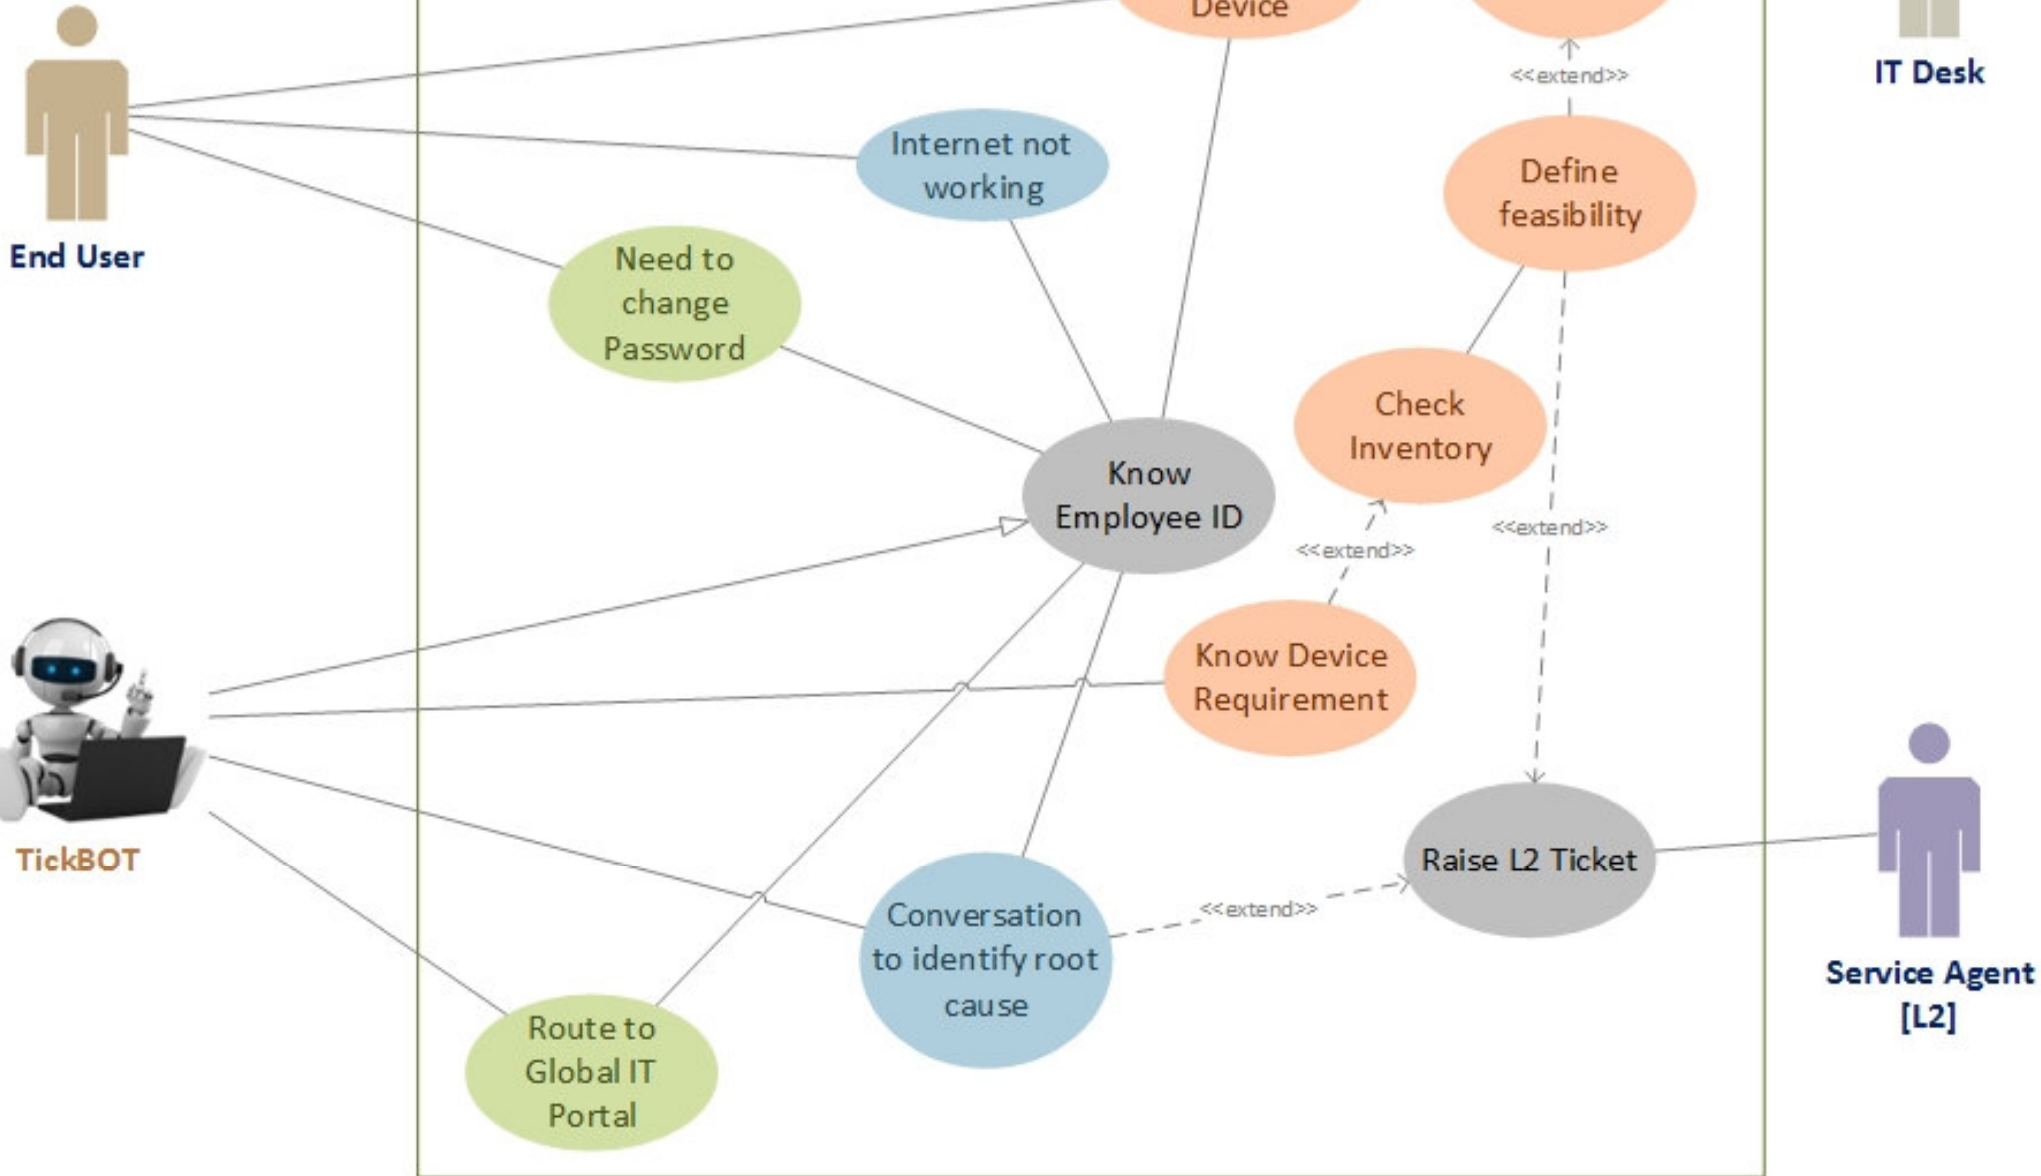 Device
<<extend>>
IT Desk
Internet not
working
Define
feasibility
End User
Need to
change
Password
Check
Inventory
Know
Employee ID
<<extend>>
<<extend>>
Know Device
Requirement
TickBOT
Raise L2 Ticket
Conversation
to identify root
cause
<<extend>>
Service Agent
[L2]
Route to
Global IT
Portal